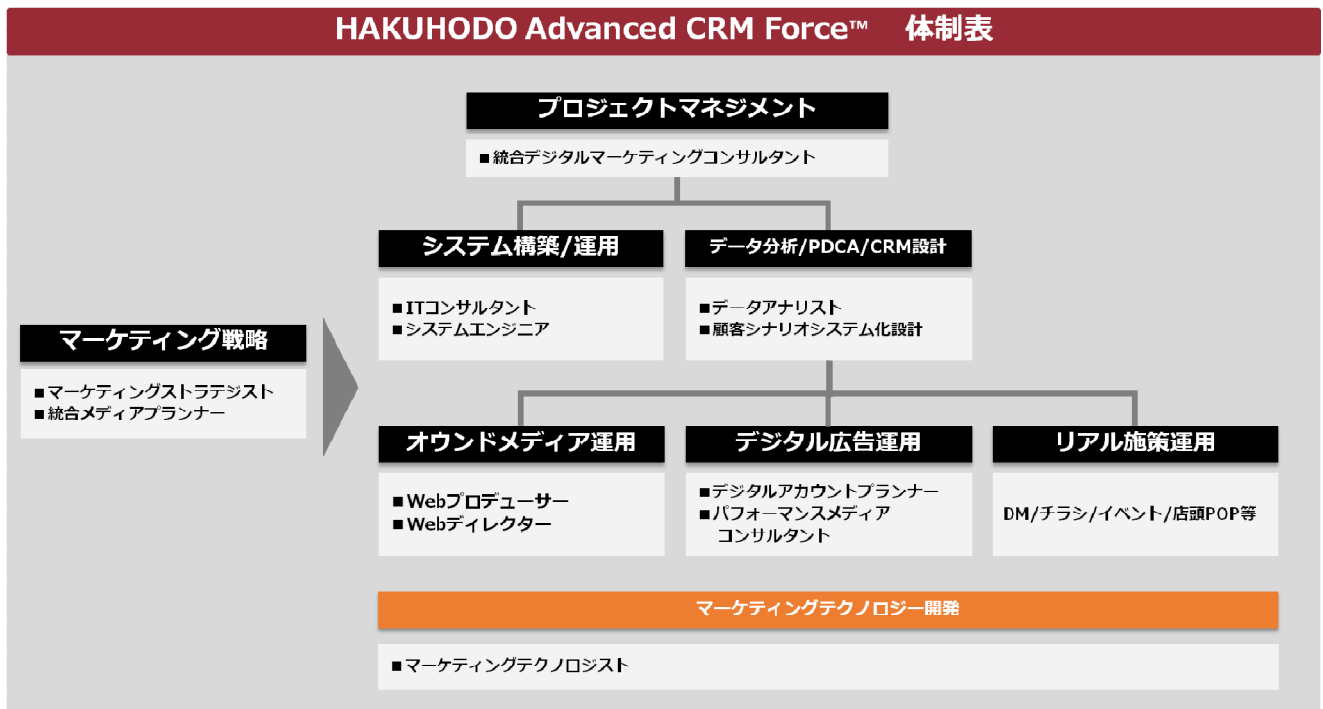 HAKUHODO Advanced CRM Force™ 体制表
プロジェクトマネジメント
■統合デジタルマーケティングコンサルタント
システム構築/運用
■ITコンサルタント
■システムエンジニア
データ分析/PDCA/CRM設計
■データアナリスト
■顧客シナリオシステム化設計
マーケティング戦略
■マーケティングストラテジスト
■統合メディアプランナー
オウンドメディア運用
■Webプロデューサー
■Webディレクター
デジタル広告運用
■デジタルアカウントプランナー
■パフォーマンスメディア
コンサルタント
リアル施策運用
DM/チラシ/イベント/店頭POP等
マーケティングテクノロジー開発
■マーケティングテクノロジスト